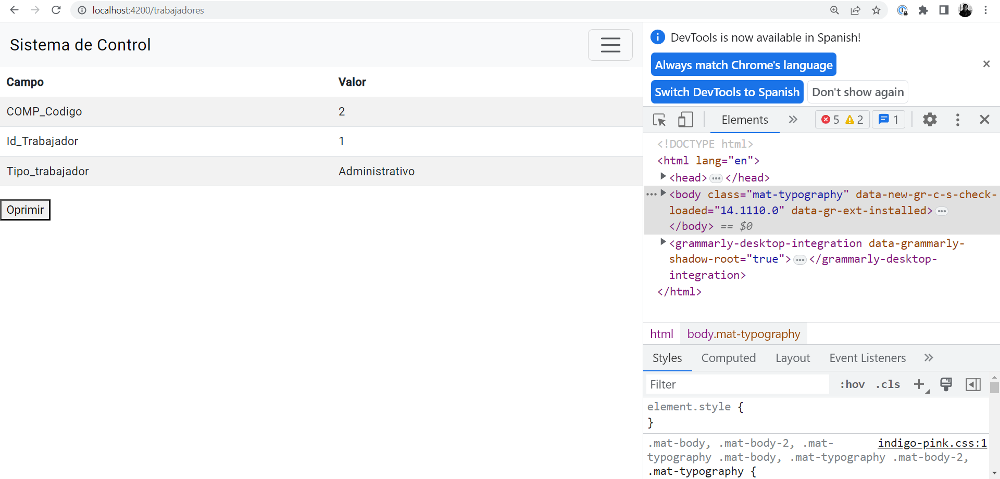 localhost:4200/trabajadores
Sistema de Control
Campo Valor
COMP_Codigo 2
Id_Trabajador 1
Tipo_trabajador Administrativo
Oprimir
DevTools is now available in Spanish!
Always match Chrome's language
Switch DevTools to Spanish Don't show again
Elements 5 2 1
<!DOCTYPE html>
<html lang="en">
<head> </head>
<body class="mat-typography" data-new-gr-c-s-check-
loaded="14.1110.0" data-gr-ext-installed>
</body> == $0
<grammarly-desktop-integration data-grammarly-
shadow-root="true"> </grammarly-desktop-
integration>
</html>
html body.mat-typography
Styles Computed Layout Event Listeners
Filter :hov .cls
element.style {
}
.mat-body, .mat-body-2, .mat- indigo-pink.css:1
typography .mat-body, .mat-typography .mat-body-2,
.mat-typography {